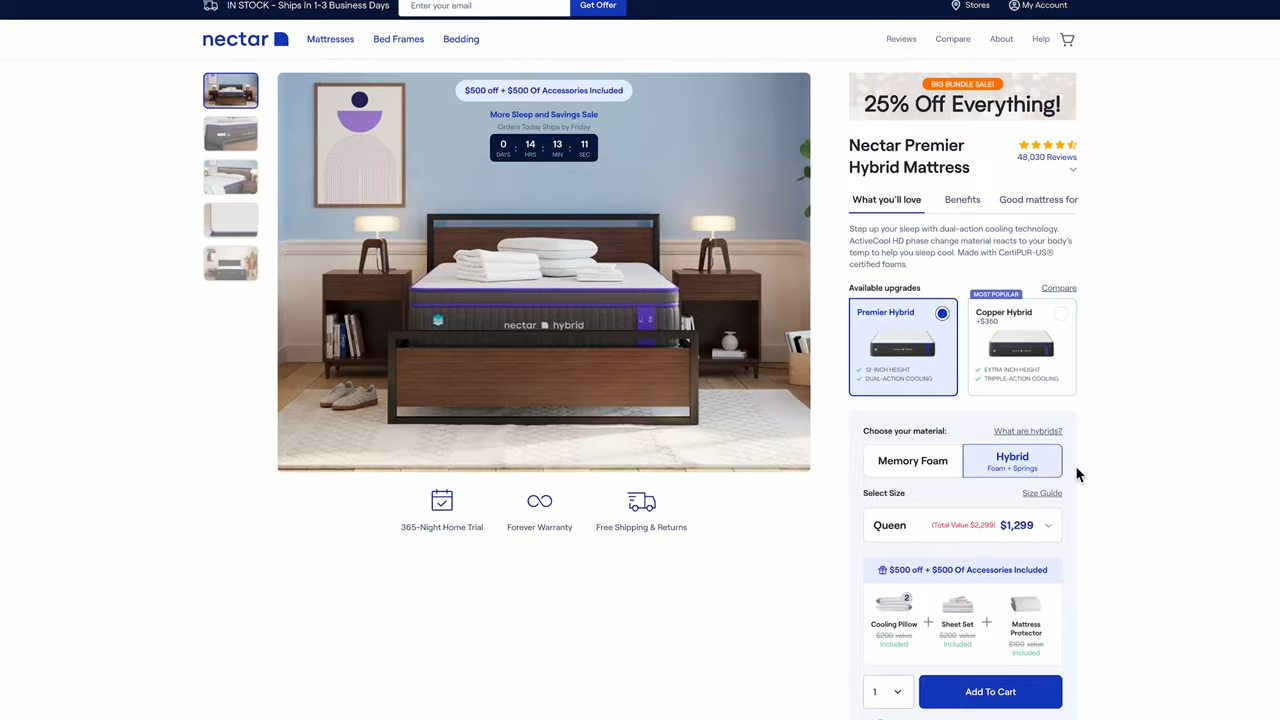 IN STOCK - Ships In 1-3 Business Days
Enter your email
Get Offer
Stores
My Account
nectar
Mattresses
Bed Frames
Bedding
Reviews
Compare
About
Help
$500 off + $500 Of Accessories Included
More Sleep and Savings Sale
Orders Today Ships by Friday
0 : 14 : 13 : 11
DAYS HRS MIN SEC
nectar hybrid
365-Night Home Trial
Forever Warranty
Free Shipping & Returns
BIG BUNDLE SALE!
25% Off Everything!
Nectar Premier
Hybrid Mattress
48,030 Reviews
What you'll love
Benefits
Good mattress for
Step up your sleep with dual-action cooling technology.
ActiveCool HD phase change material reacts to your body's
temp to help you sleep cool. Made with CertiPUR-US®
certified foams.
Available upgrades
Compare
Premier Hybrid
12-INCH HEIGHT
DUAL-ACTION COOLING
MOST POPULAR
Copper Hybrid
+$350
EXTRA INCH HEIGHT
TRIPPLE-ACTION COOLING
Choose your material:
What are hybrids?
Memory Foam
Hybrid
Foam + Springs
Select Size
Size Guide
Queen
(Total Value $2,299)
$1,299
$500 off + $500 Of Accessories Included
2
Cooling Pillow
$200 value
Included
+
Sheet Set
$200 value
Included
+
Mattress
Protector
$100 value
Included
1
Add To Cart